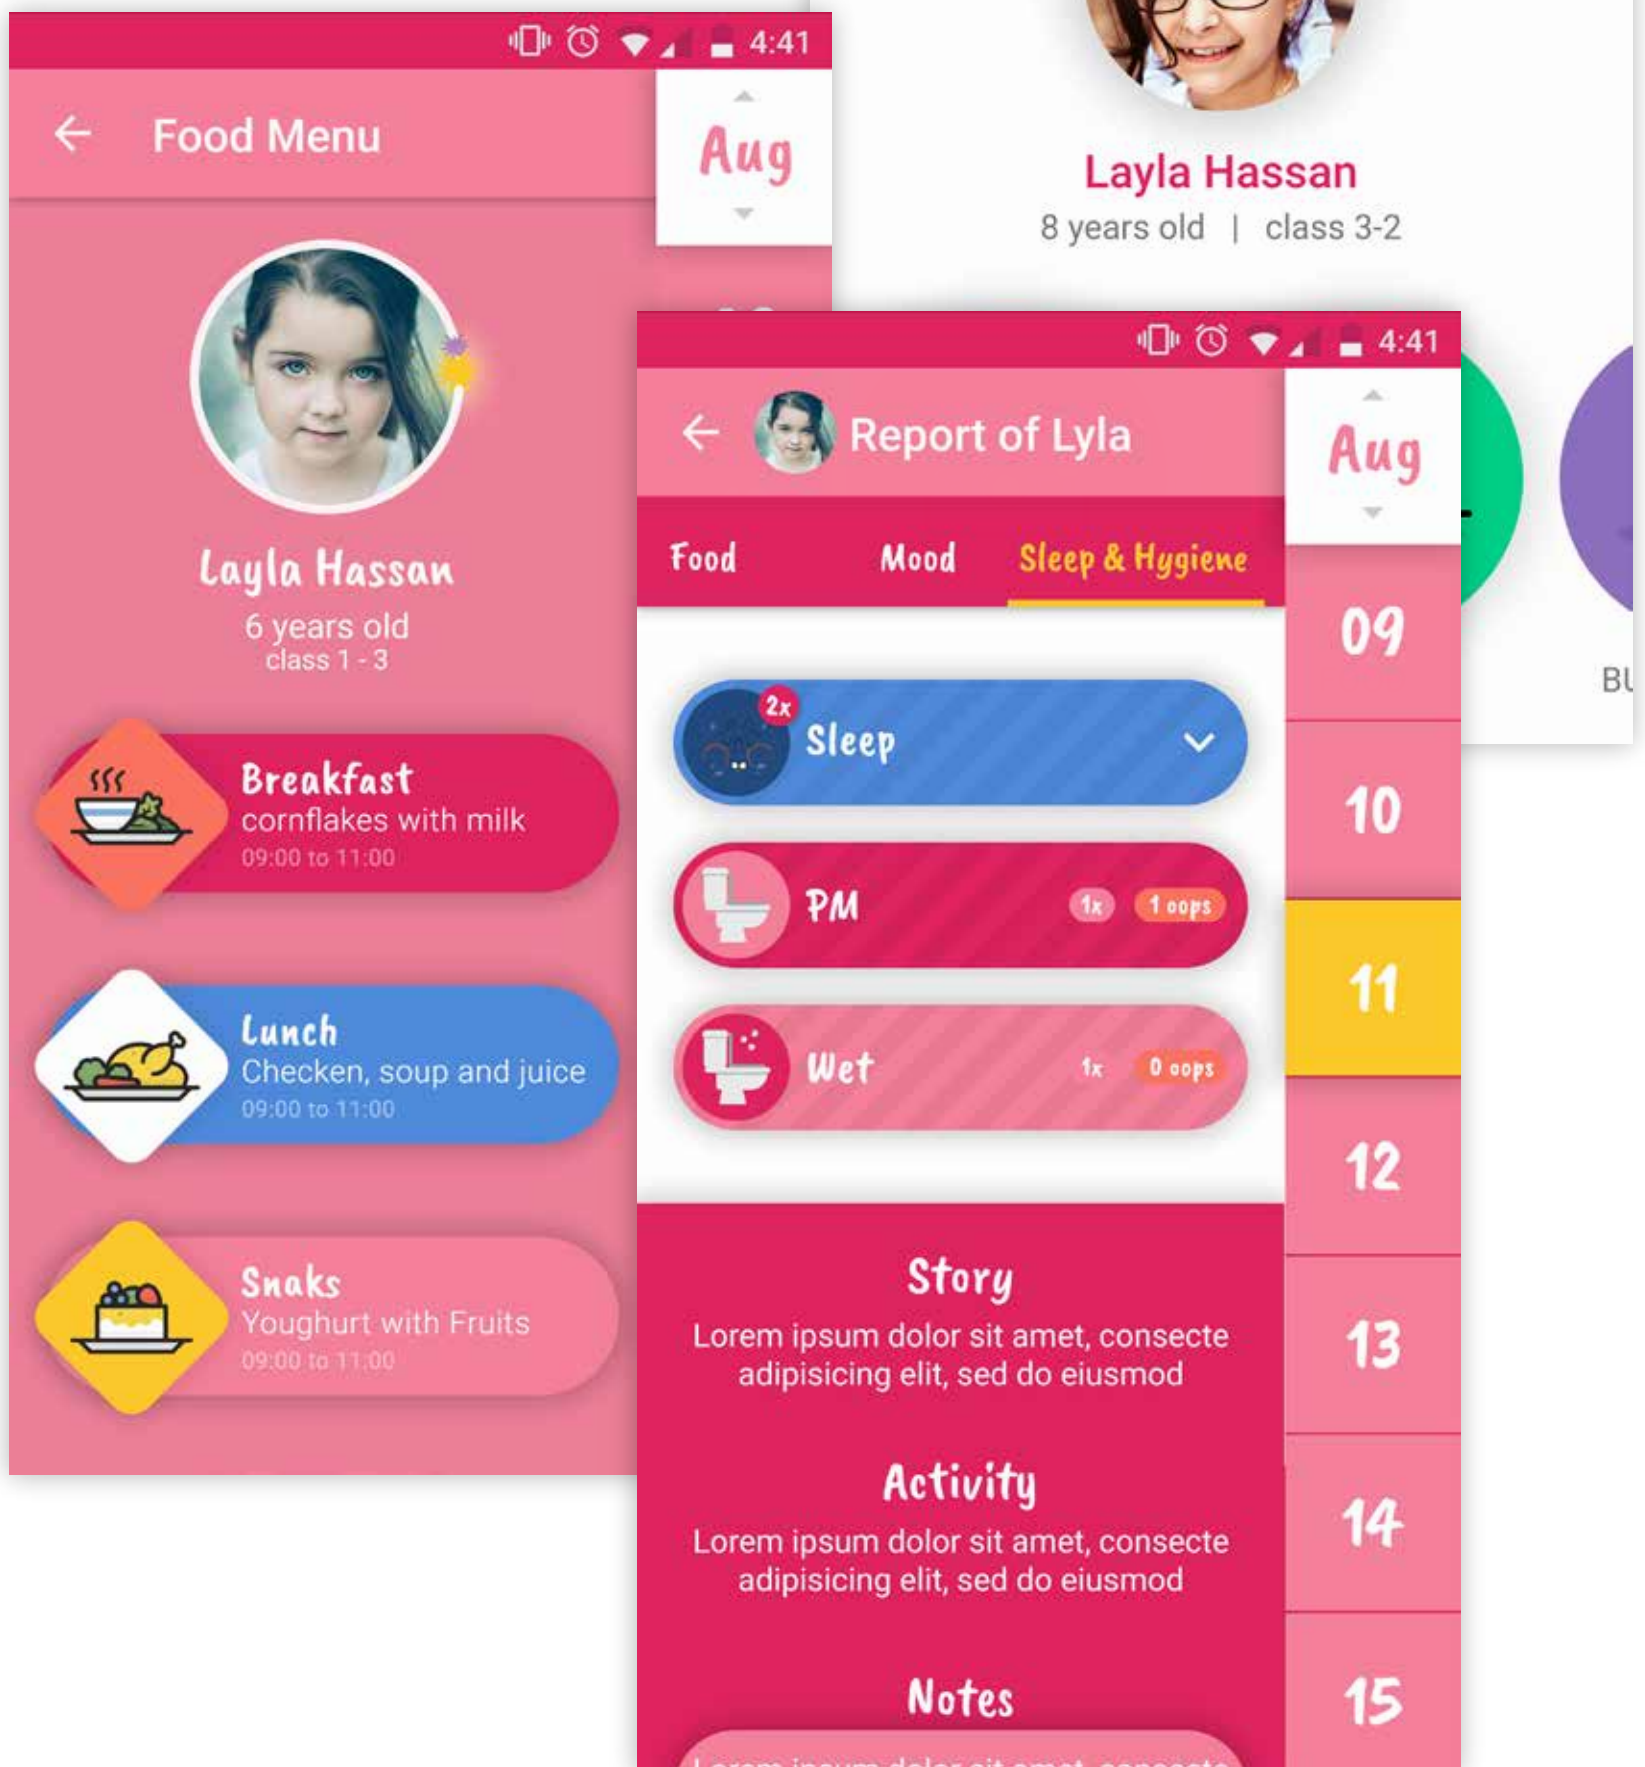 4:41
Food Menu
Aug
Layla Hassan
6 years old
class 1 - 3
Breakfast
cornflakes with milk
09:00 to 11:00
Lunch
Checken, soup and juice
09:00 to 11:00
Snaks
Youghurt with Fruits
09:00 to 11:00
Layla Hassan
8 years old | class 3-2
4:41
Report of Lyla
Aug
Food Mood Sleep & Hygiene
2x
Sleep
PM 1x 1 oops
Wet 1x 0 oops
Story
Lorem ipsum dolor sit amet, consecte
adipisicing elit, sed do eiusmod
Activity
Lorem ipsum dolor sit amet, consecte
adipisicing elit, sed do eiusmod
Notes
09
10
11
12
13
14
15